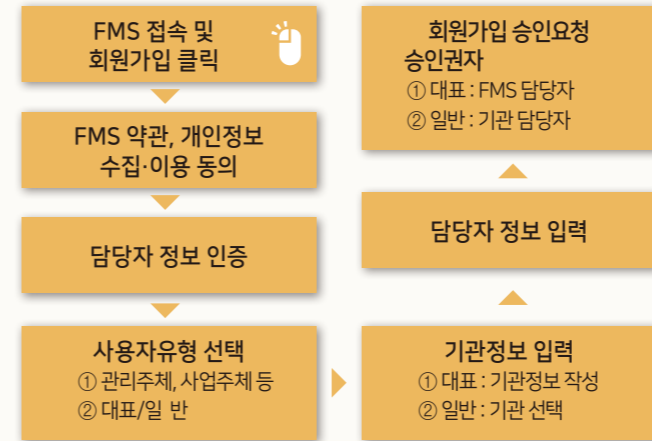 FMS 접속 및
회원가입 클릭
FMS 약관, 개인정보
수집·이용 동의
담당자 정보 인증
사용자유형 선택
① 관리주체, 사업주체 등
② 대표/일 반
기관정보 입력
① 대표 : 기관정보 작성
② 일반 : 기관 선택
담당자 정보 입력
회원가입 승인요청
승인권자
① 대표 : FMS 담당자
② 일반 : 기관 담당자